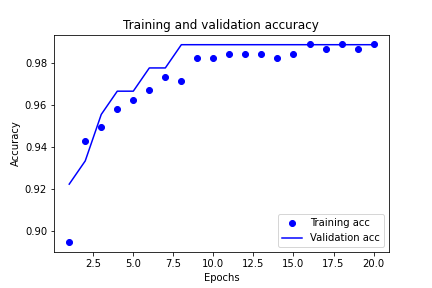 Training and validation accuracy
Accuracy
0.98
0.96
0.94
0.92
0.90
Training acc
Validation acc
2.5 5.0 7.5 10.0 12.5 15.0 17.5 20.0
Epochs